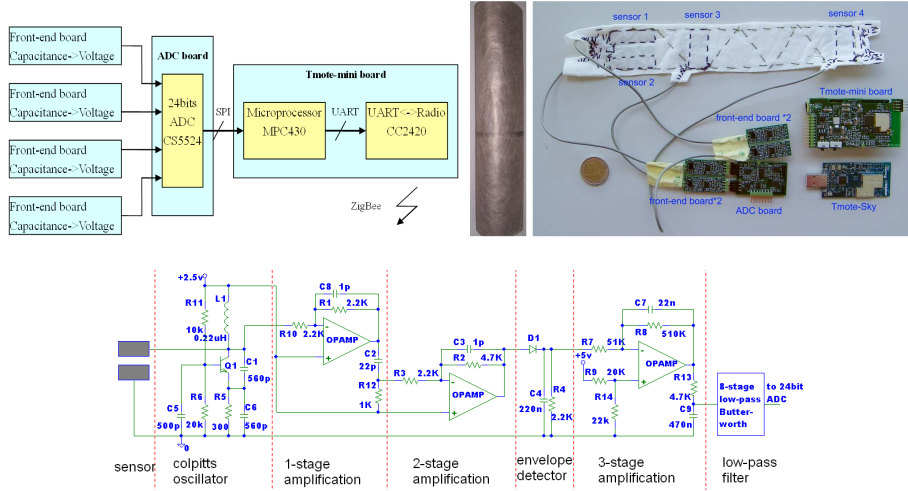 Front-end board
Capacitance->Voltage
Front-end board
Capacitance->Voltage
Front-end board
Capacitance->Voltage
Front-end board
Capacitance->Voltage
ADC board
24bits
ADC
CS5524
SPI
Tmote-mini board
Microprocessor
MPC430
UART
UART<->Radio
CC2420
ZigBee
sensor 1
sensor 3
sensor 4
sensor 2
Tmote-mini board
front-end board *2
front-end board*2
ADC board
Tmote-Sky
+2.5v
R11
10k
L1
0.22uH
Q1
C1
560p
C5
500p
R6
20k
R5
300
C6
560p
0
R10
2.2K
C8
1p
R1
2.2K
OPAMP
C2
22p
R12
1K
R3
2.2K
C3
1p
R2
4.7K
OPAMP
D1
C4
220n
R4
2.2K
R7
51K
+5v
R9
20K
R14
22k
C7
22n
R8
510K
OPAMP
R13
4.7K
C9
470n
8-stage
low-pass
Butter-
worth
to 24bit
ADC
sensor
colpitts
oscillator
1-stage
amplification
2-stage
amplification
envelope
detector
3-stage
amplification
low-pass
filter